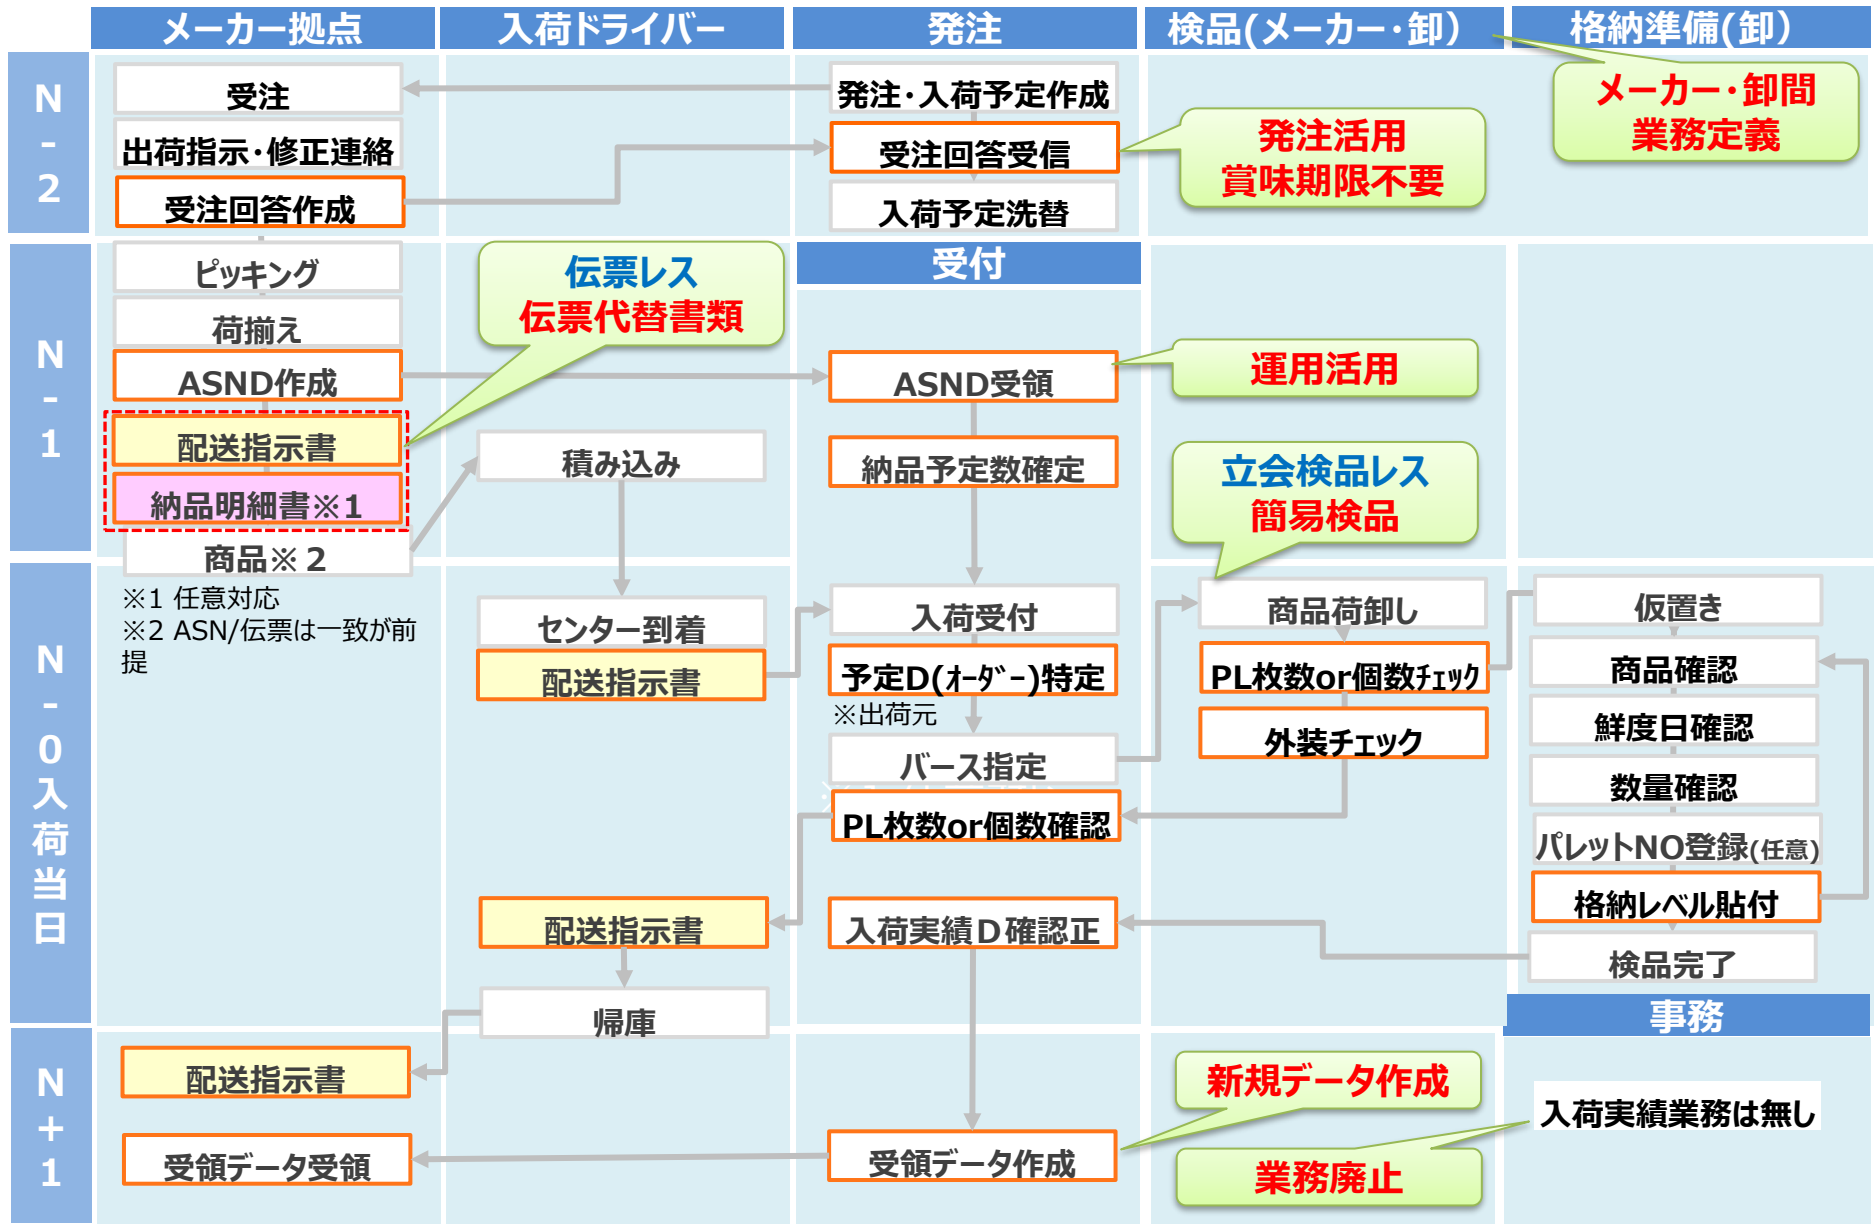 メーカー拠点
入荷ドライバー
発注
検品(メーカー・卸）
格納準備(卸）
N
-
2
受注
出荷指示・修正連絡
受注回答作成
発注・入荷予定作成
受注回答受信
入荷予定洗替
発注活用
賞味期限不要
メーカー・卸間
業務定義
N
-
1
ピッキング
荷揃え
ASND作成
配送指示書
納品明細書※1
商品※２
※1 任意対応
※2 ASN/伝票は一致が前
提
伝票レス
伝票代替書類
積み込み
受付
ASND受領
納品予定数確定
運用活用
立会検品レス
簡易検品
N
-
0
入
荷
当
日
センター到着
配送指示書
入荷受付
予定D(ｵｰﾀﾞｰ)特定
※出荷元
バース指定
PL枚数or個数確認
商品荷卸し
PL枚数or個数ﾁｪｯｸ
外装チェック
仮置き
商品確認
鮮度日確認
数量確認
パレットNO登録(任意)
格納レベル貼付
検品完了
配送指示書
帰庫
入荷実績Ｄ確認正
事務
N
+
1
配送指示書
受領データ受領
受領データ作成
新規データ作成
業務廃止
入荷実績業務は無し